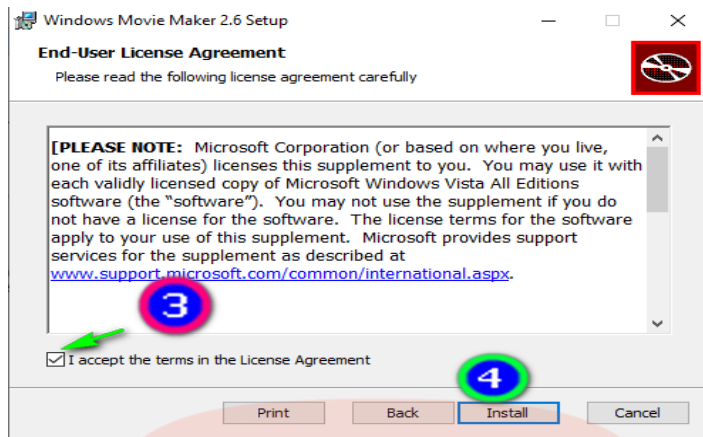 Windows Movie Maker 2.6 Setup
End-User License Agreement
Please read the following license agreement carefully
[PLEASE NOTE:  Microsoft Corporation (or based on where you live,
one of its affiliates) licenses this supplement to you.  You may use it with
each validly licensed copy of Microsoft Windows Vista All Editions
software (the “software”).  You may not use the supplement if you do
not have a license for the software.  The license terms for the software
apply to your use of this supplement.  Microsoft provides support
services for the supplement as described at
www.support.microsoft.com/common/international.aspx.
3
I accept the terms in the License Agreement
4
Print Back Install Cancel